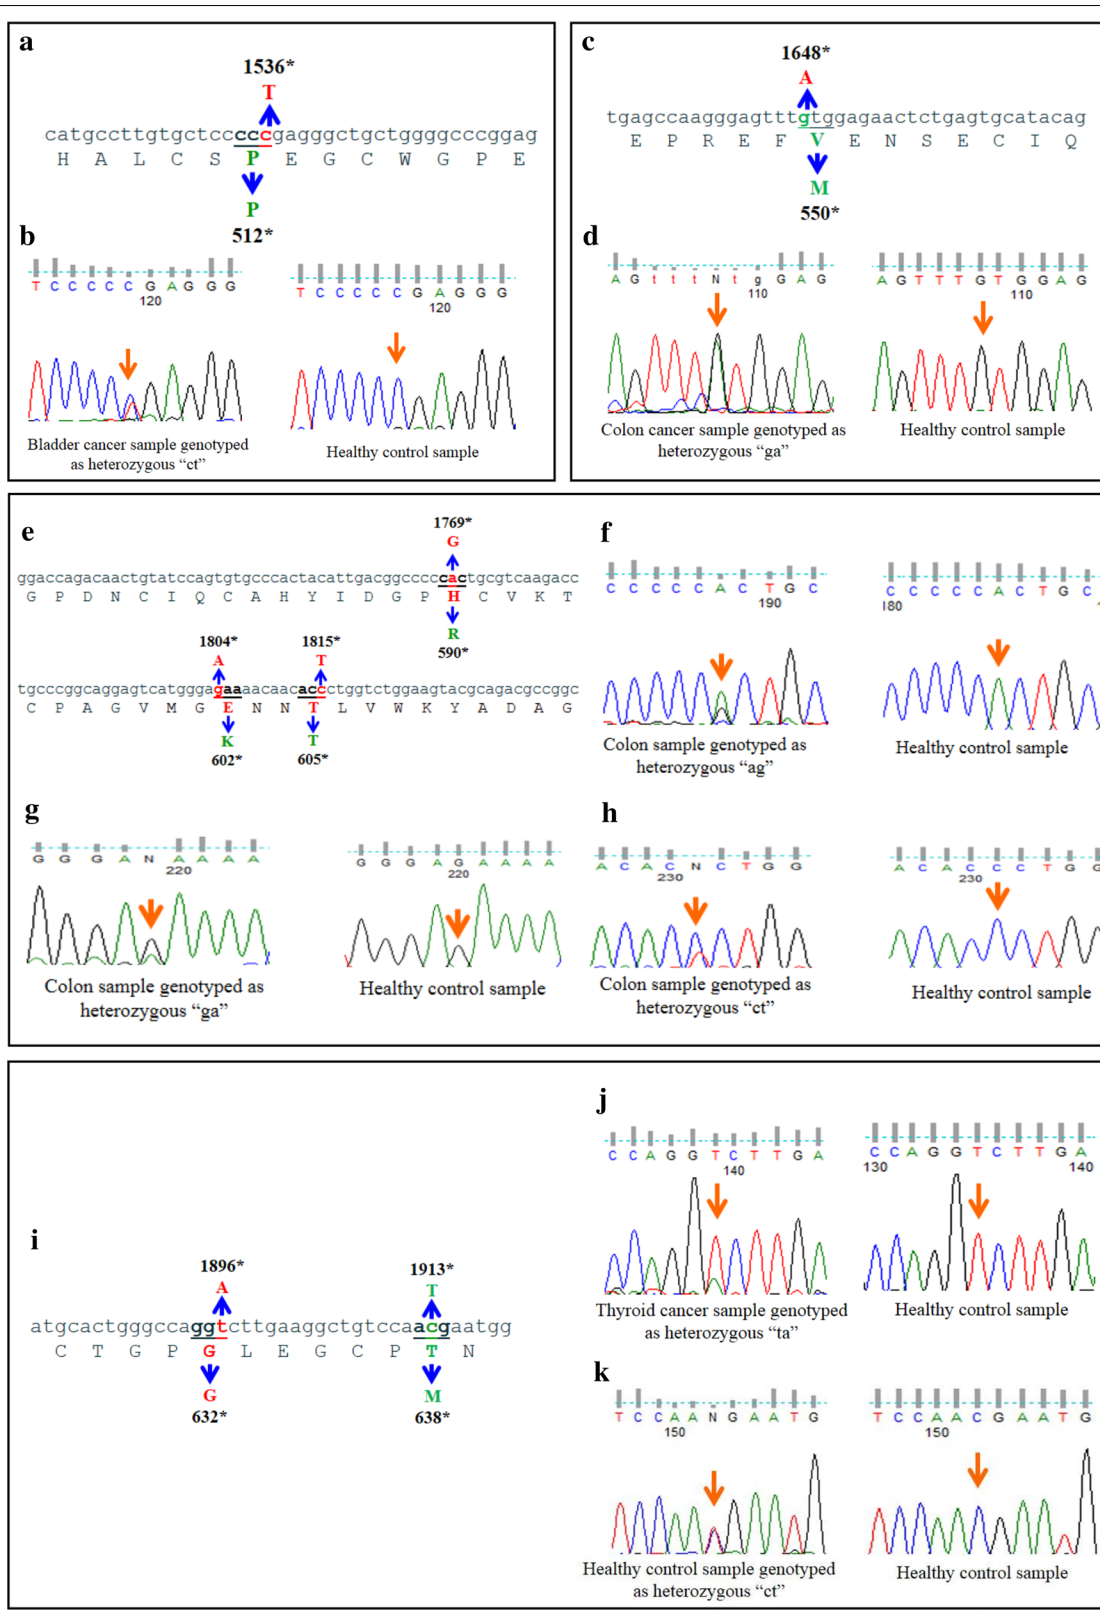 a
1536*
T
catgccttgtgctcccccgagggctgctggggcccggag
H A L C S P E G C W G P E
P
512*
b
T C C C C C G A G G G
120
T C C C C C G A G G G
120
Bladder cancer sample genotyped
as heterozygous “ct”
Healthy control sample
c
1648*
A
tgagccaagggagtttgtggagaactctgagtgcatacag
E P R E F V E N S E C I Q
M
550*
d
A G t t t N t g G A G
110
A G T T T G T G G A G
110
Colon cancer sample genotyped as
heterozygous “ga”
Healthy control sample
e
1769*
G
ggaccagacaactgtatccagtgtgcccactacattgacggcccccactgcgtcaagacc
G P D N C I Q C A H Y I D G P H C V K T
R
590*
1804*
1815*
A
T
tgcccggcaggagtcatgggagaaaacaacaccctggtctggaagtacgcagacgccggc
C P A G V M G E N N T L V W K Y A D A G
K
T
602*
605*
f
C C C C C A C T G C
190
C C C C C A C T G C
180
Colon sample genotyped as
heterozygous “ag”
Healthy control sample
g
G G G A N A A A A
220
G G G A G A A A A
220
Colon sample genotyped as
heterozygous “ga”
Healthy control sample
h
A C A C N C T G G
230
A C A C C C T G G
230
Colon sample genotyped as
heterozygous “ct”
Healthy control sample
i
1896*
1913*
A
T
atgcactgggccaggtcttgaaggctgtccaacgaatgg
C T G P G L E G C P T N
G
M
632*
638*
j
C C A G G T C T T G A
140
C C A G G T C T T G A
130 140
Thyroid cancer sample genotyped
as heterozygous “ta”
Healthy control sample
k
T C C A A N G A A T G
150
T C C A A C G A A T G
150
Healthy control sample genotyped
as heterozygous “ct”
Healthy control sample